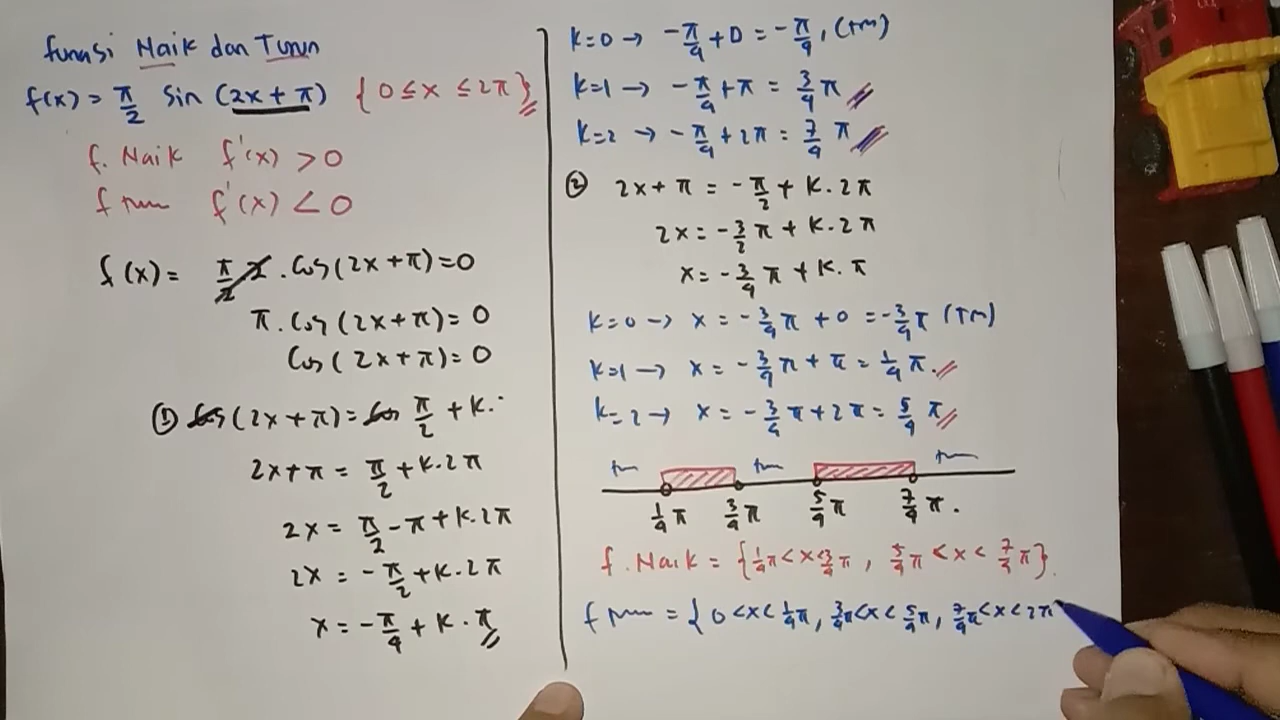 fungsi Naik dan Turun
f(x) = π/2 sin (2x + π) {0 ≤ x ≤ 2π}
f. Naik f'(x) > 0
f turun f'(x) < 0
f(x) = π/2 2 . Cos (2x + π) = 0
π . Cos (2x + π) = 0
Cos (2x + π) = 0
① Cos (2x + π) = Cos π/2 + k.
2x + π = π/2 + k.2π
2x = π/2 - π + k.2π
2x = -π/2 + k.2π
x = -π/4 + k.π
k=0 → -π/4 + 0 = -π/4, (TM)
k=1 → -π/4 + π = 3/4 π
k=2 → -π/4 + 2π = 7/4 π
② 2x + π = -π/2 + k.2π
2x = -3/2 π + k.2π
x = -3/4 π + k.π
k=0 → x = -3/4 π + 0 = -3/4 π (TM)
k=1 → x = -3/4 π + π = 1/4 π.
k=2 → x = -3/4 π + 2π = 5/4 π
turun turun turun
1/4 π 3/4 π 5/4 π 7/4 π.
f. Naik = {1/4 π < x < 3/4 π, 5/4 π < x < 7/4 π}.
f turun = {0 < x < 1/4 π, 3/4 π < x < 5/4 π, 7/4 π < x < 2π